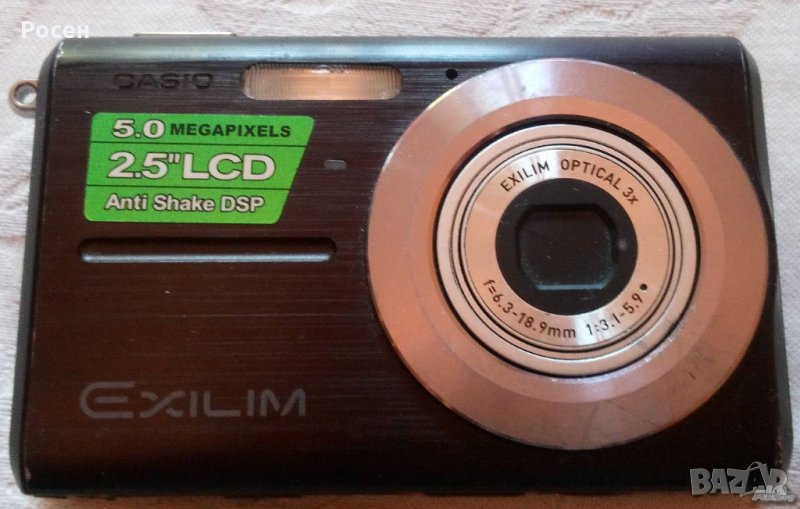 Росен
CASIO
5.0 MEGAPIXELS
2.5"LCD
Anti Shake DSP
EXILIM OPTICAL 3x
f=6.3-18.9mm 1:3.1-5.9
EXILIM
BAZAR